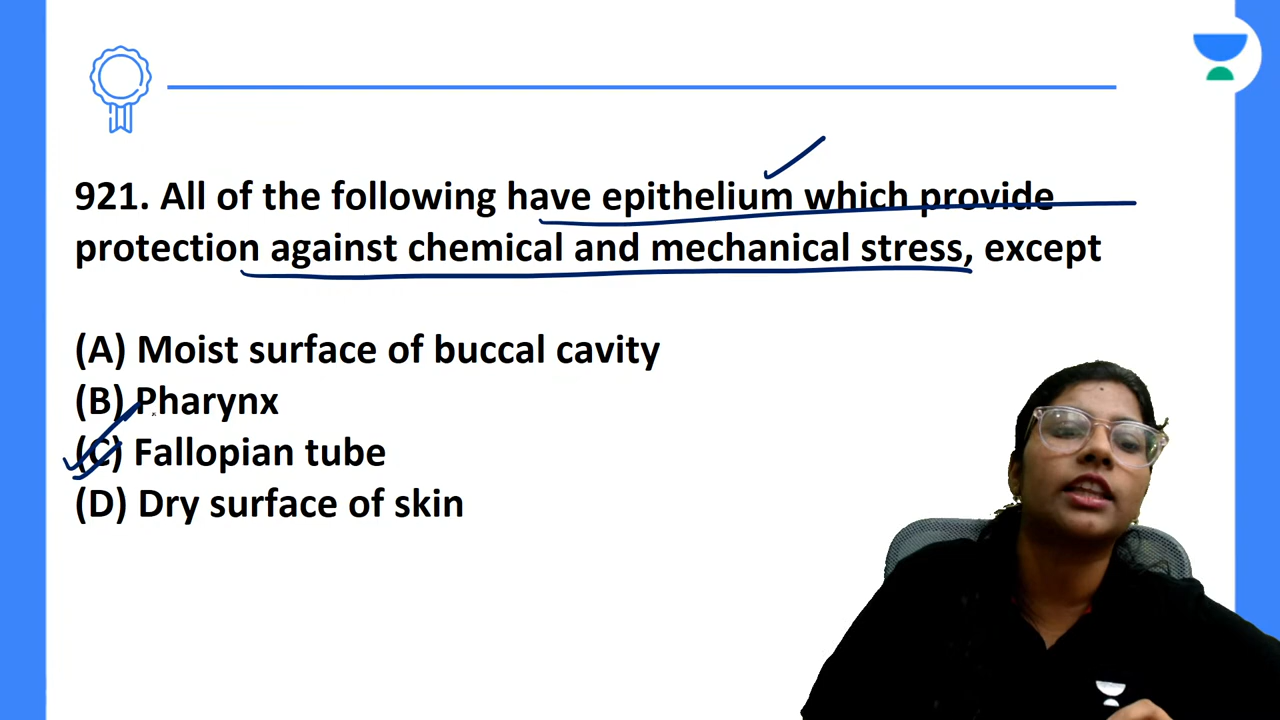 921. All of the following have epithelium which provide
protection against chemical and mechanical stress, except
(A) Moist surface of buccal cavity
(B) Pharynx
(C) Fallopian tube
(D) Dry surface of skin